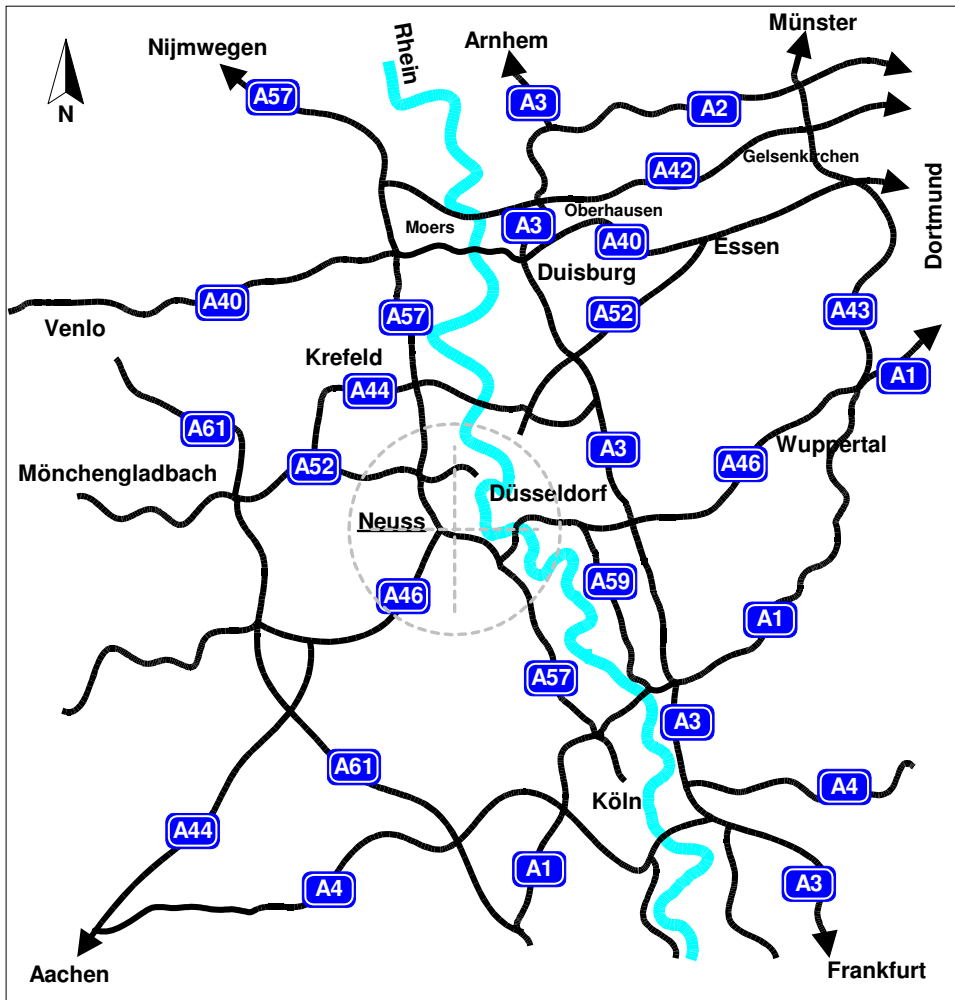 Münster
Arnhem
Nijmwegen
Rhein
N
A57
A3
A2
Gelsenkirchen
A42
Oberhausen
Moers
A3
A40
Essen
Dortmund
Duisburg
A40
A57
A52
A43
Venlo
Krefeld
A44
A1
A61
A3
Wuppertal
A52
A46
Mönchengladbach
Düsseldorf
Neuss
A46
A59
A1
A57
A3
A61
A4
Köln
A44
A1
A4
A3
Aachen
Frankfurt